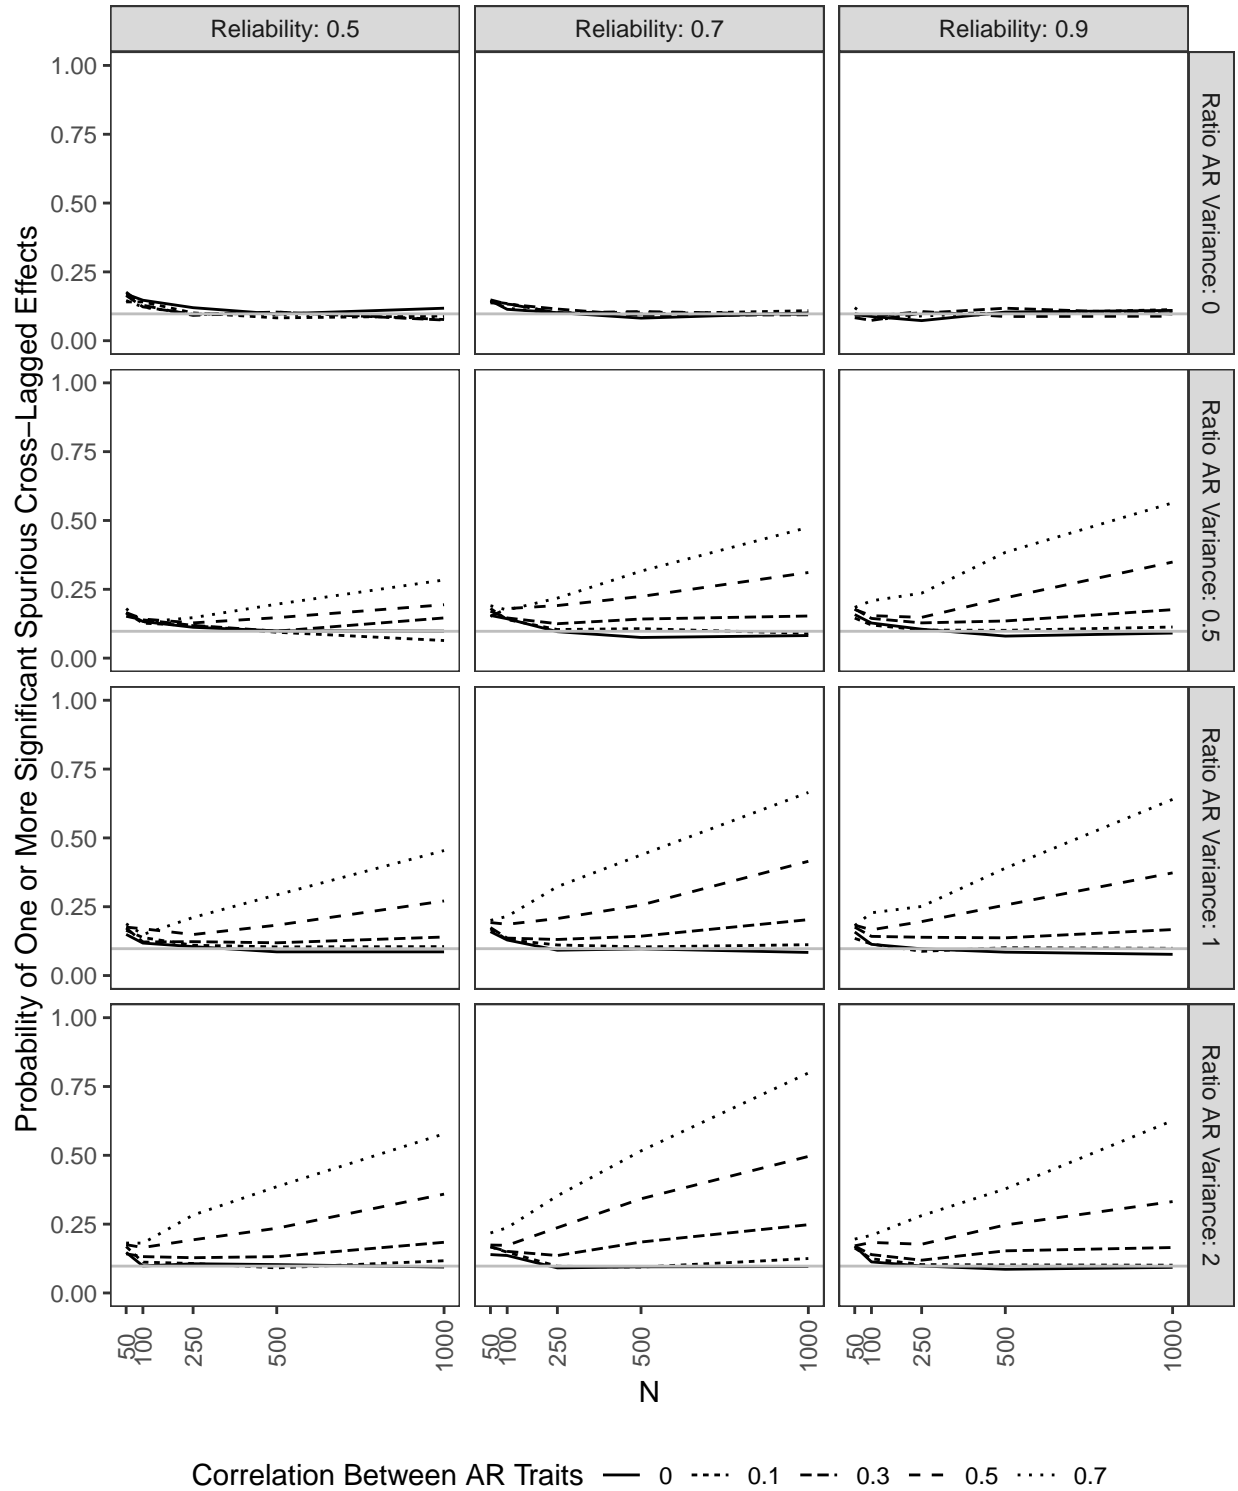 Reliability: 0.5
Reliability: 0.7
Reliability: 0.9
Probability of One or More Significant Spurious Cross−Lagged Effects
1.00
0.75
0.50
0.25
0.00
Ratio AR Variance: 0
1.00
0.75
0.50
0.25
0.00
Ratio AR Variance: 0.5
1.00
0.75
0.50
0.25
0.00
Ratio AR Variance: 1
1.00
0.75
0.50
0.25
0.00
Ratio AR Variance: 2
50 100 250 500 1000
50 100 250 500 1000
50 100 250 500 1000
N
Correlation Between AR Traits 0 0.1 0.3 0.5 0.7